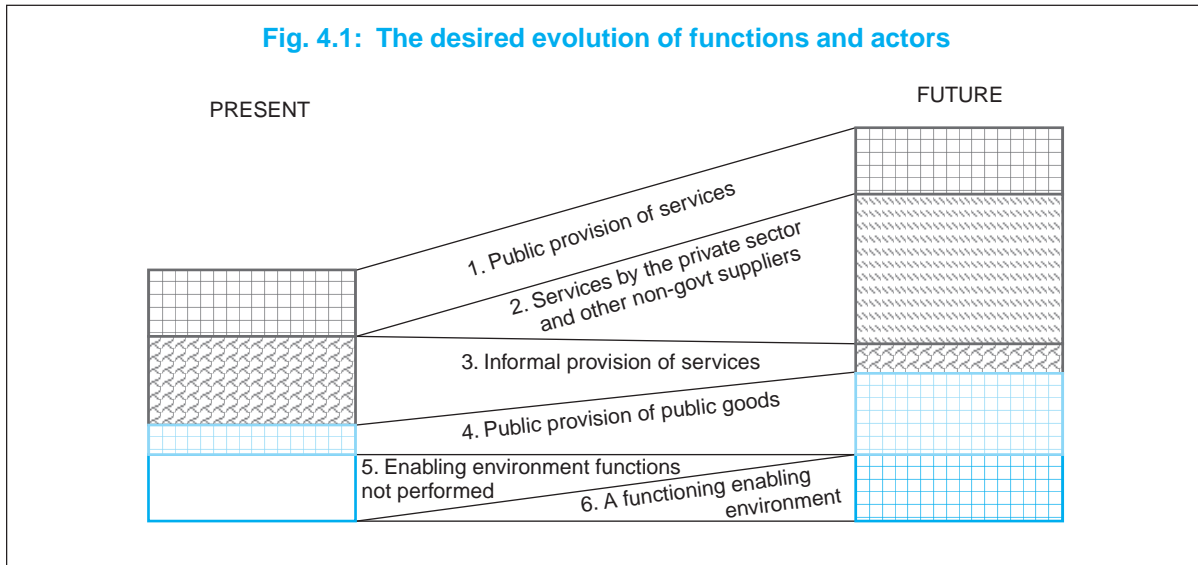 Fig. 4.1: The desired evolution of functions and actors
PRESENT
FUTURE
1. Public provision of services
2. Services by the private sector
and other non-govt suppliers
3. Informal provision of services
4. Public provision of public goods
5. Enabling environment functions
not performed
6. A functioning enabling
environment